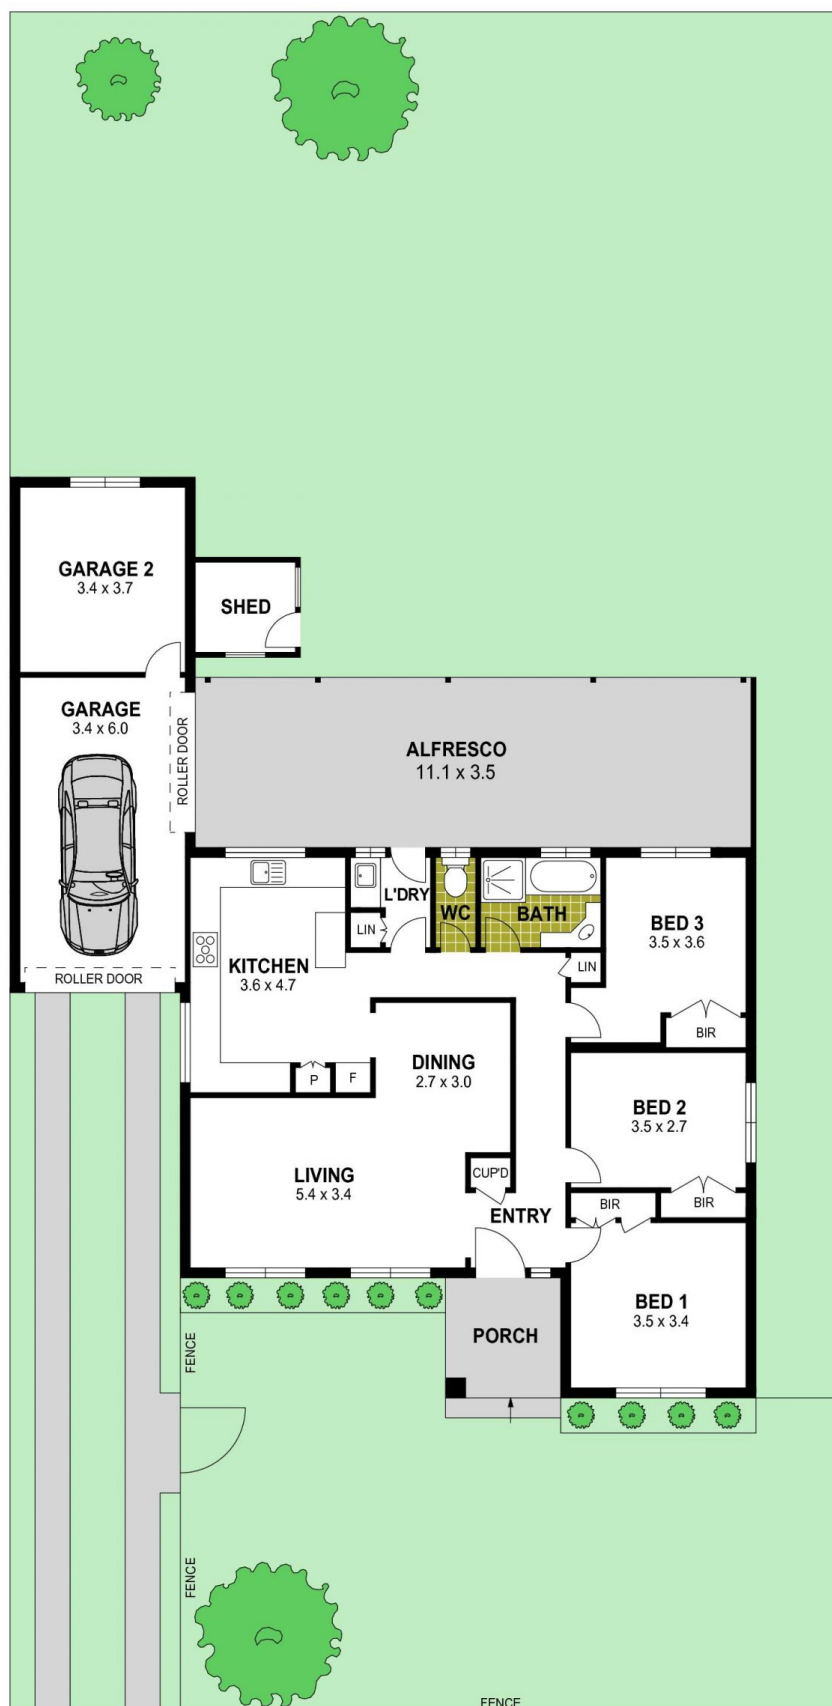 GARAGE 2
3.4 x 3.7
SHED
GARAGE
3.4 x 6.0
ROLLER DOOR
ALFRESCO
11.1 x 3.5
ROLLER DOOR
L'DRY
LIN
WC
BATH
BED 3
3.5 x 3.6
KITCHEN
3.6 x 4.7
LIN
BIR
P
F
DINING
2.7 x 3.0
BED 2
3.5 x 2.7
LIVING
5.4 x 3.4
CUP'D
ENTRY
BIR
BIR
BED 1
3.5 x 3.4
PORCH
FENCE
FENCE
FENCE